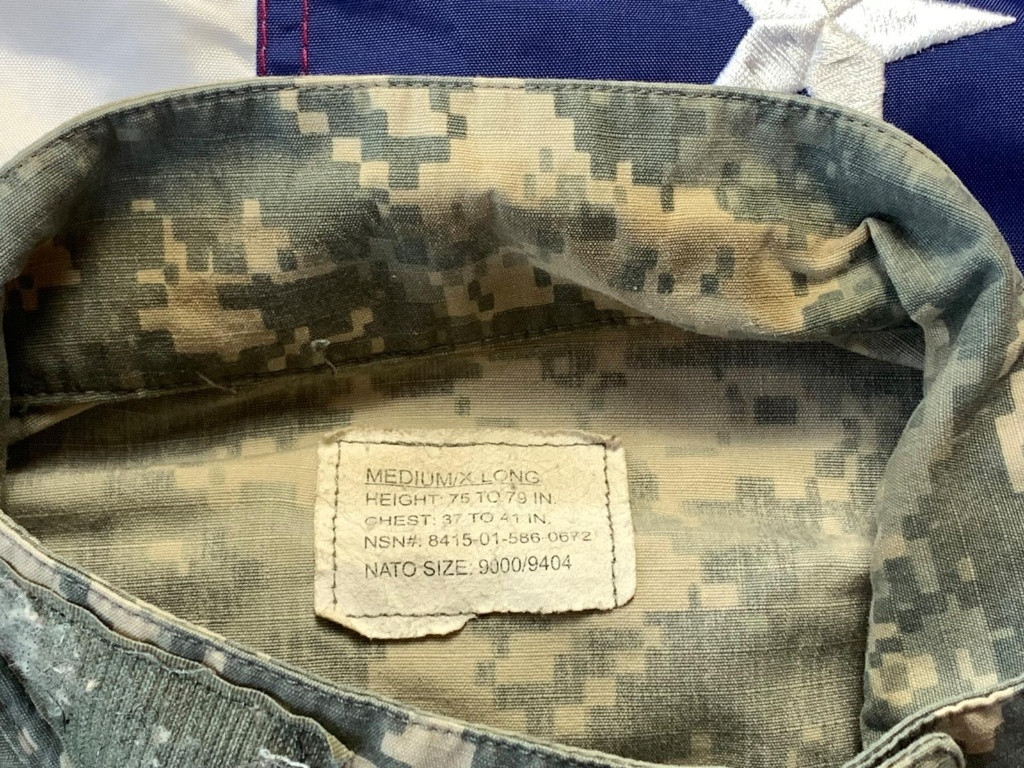 MEDIUM/X LONG
HEIGHT: 75 TO 79 IN.
CHEST: 37 TO 41 IN.
NSN#: 8415-01-586-0672
NATO SIZE: 9000/9404